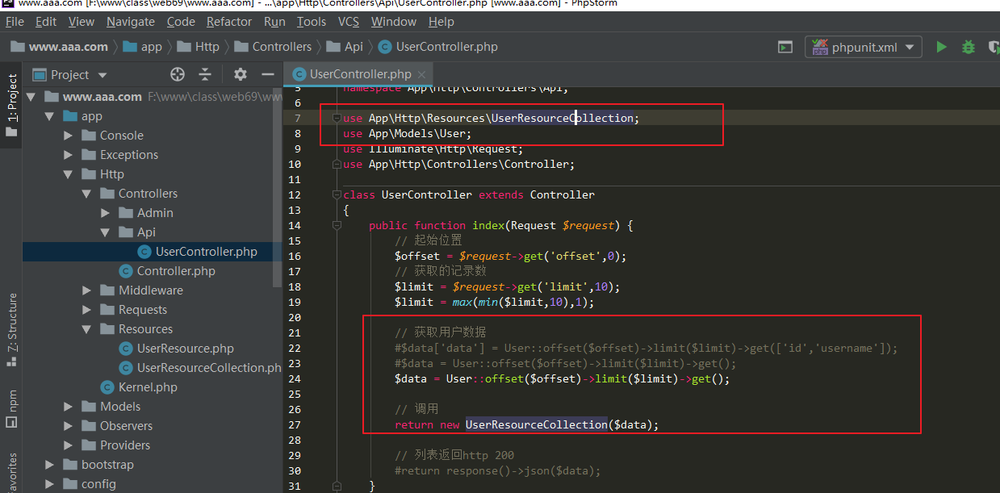 www.aaa.com [F:\www\class\web69\www.aaa.com] - ...\app\Http\Controllers\Api\UserController.php [www.aaa.com] - PhpStorm
File Edit View Navigate Code Refactor Run Tools VCS Window Help
www.aaa.com app Http Controllers Api UserController.php phpunit.xml
1: Project
Z: Structure
npm
avorites
Project
www.aaa.com F:\www\class\web69\www
app
Console
Exceptions
Http
Controllers
Admin
Api
UserController.php
Controller.php
Middleware
Requests
Resources
UserResource.php
UserResourceCollection.ph
Kernel.php
Models
Observers
Providers
bootstrap
config
UserController.php
5 namespace App\Http\Controllers\Api;
6
7 use App\Http\Resources\UserResourceCollection;
8 use App\Models\User;
9 use Illuminate\Http\Request;
10 use App\Http\Controllers\Controller;
11
12 class UserController extends Controller
13 {
14 public function index(Request $request) {
15 // 起始位置
16 $offset = $request->get('offset',0);
17 // 获取的记录数
18 $limit = $request->get('limit',10);
19 $limit = max(min($limit,10),1);
20
21 // 获取用户数据
22 #$data['data'] = User::offset($offset)->limit($limit)->get(['id','username']);
23 #$data = User::offset($offset)->limit($limit)->get();
24 $data = User::offset($offset)->limit($limit)->get();
25
26 // 调用
27 return new UserResourceCollection($data);
28
29 // 列表返回http 200
30 #return response()->json($data);
31 }